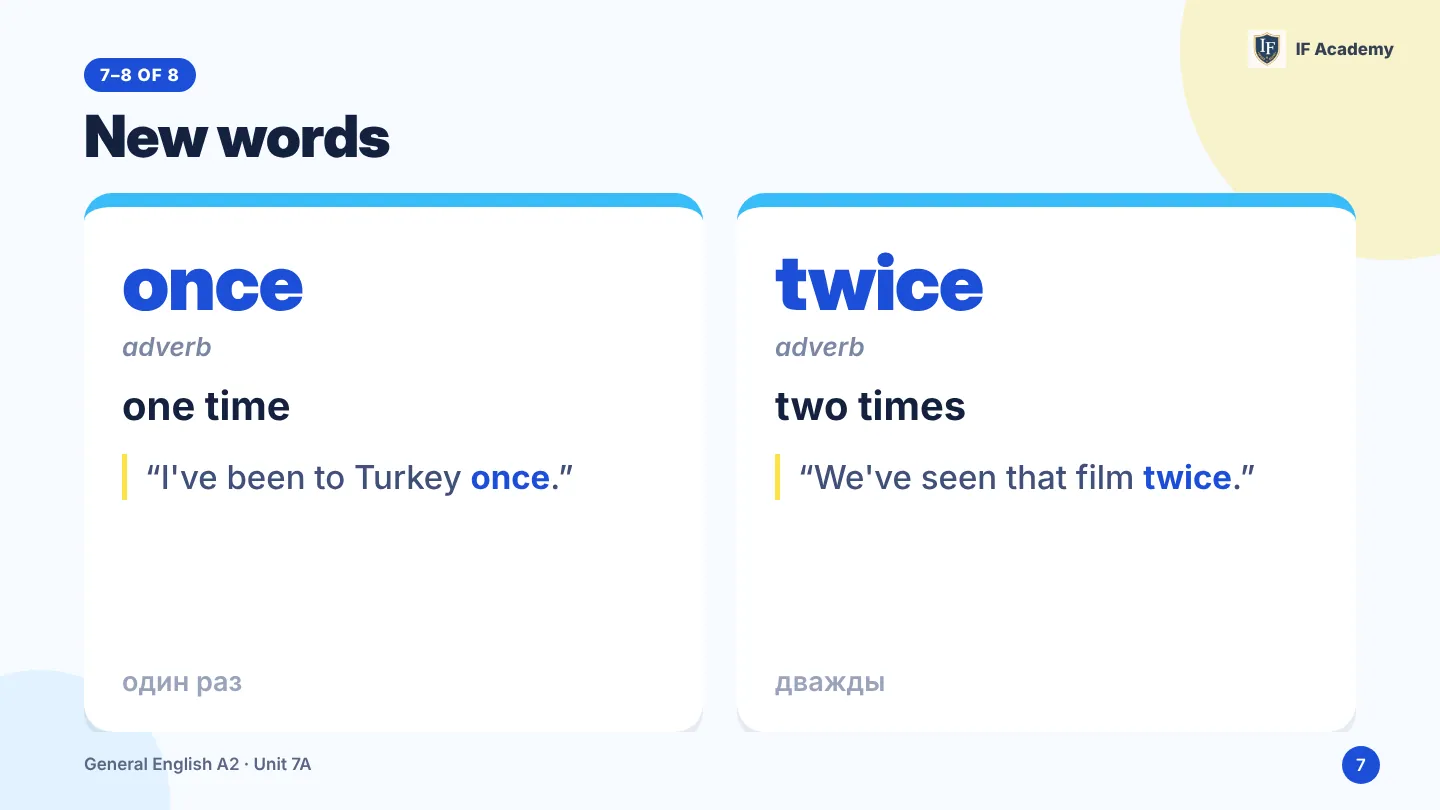 IF
IF Academy
7–8 OF 8
New words
once
adverb
one time
“I've been to Turkey once.”
один раз
twice
adverb
two times
“We've seen that film twice.”
дважды
General English A2 · Unit 7A
7